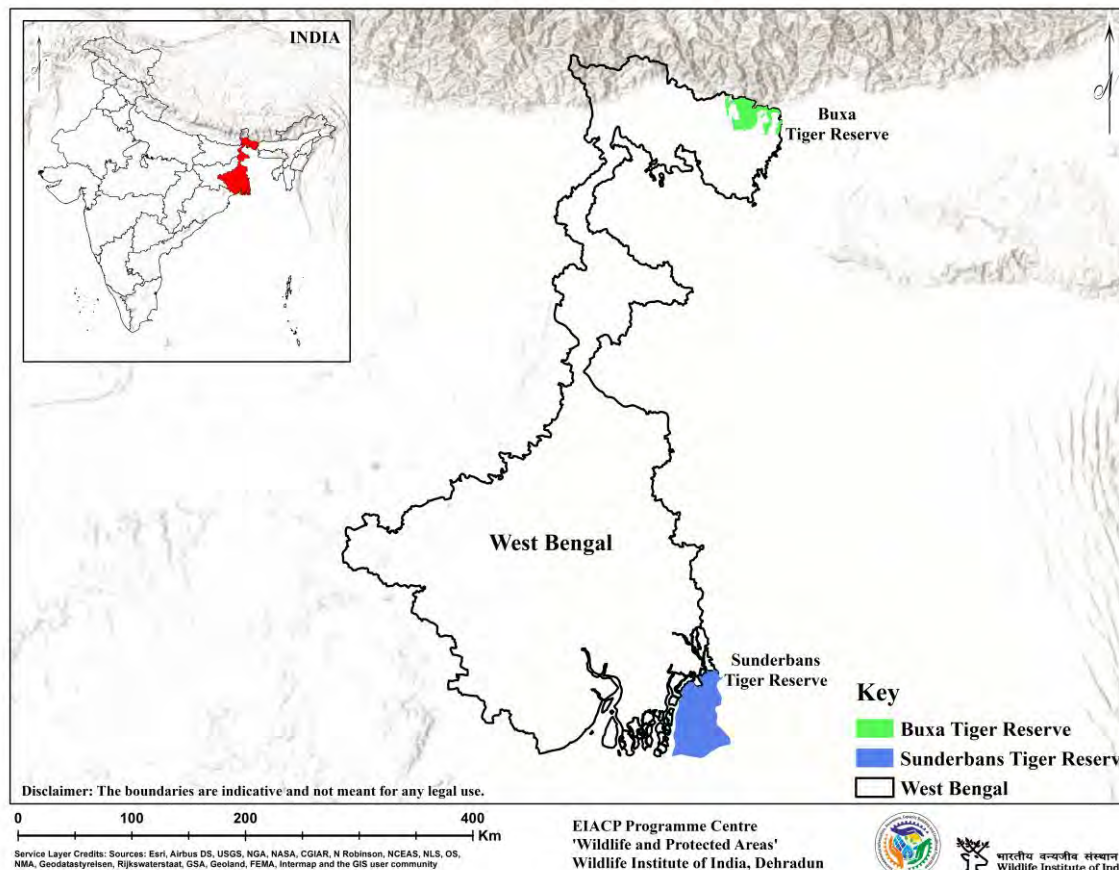 INDIA
Buxa
Tiger Reserve
West Bengal
Sunderbans
Tiger Reserve
Key
Buxa Tiger Reserve
Sunderbans Tiger Reserv
West Bengal
Disclaimer: The boundaries are indicative and not meant for any legal use.
0 100 200 400
Km
Service Layer Credits: Sources: Esri, Airbus DS, USGS, NGA, NASA, CGIAR, N Robinson, NCEAS, NLS, OS,
NMA, Geodatastyrelsen, Rijkswaterstaat, GSA, Geoland, FEMA, Intermap and the GIS user community
EIACP Programme Centre
'Wildlife and Protected Areas'
Wildlife Institute of India, Dehradun
भारतीय वन्यजीव संस्थान
Wildlife Institute of Ind